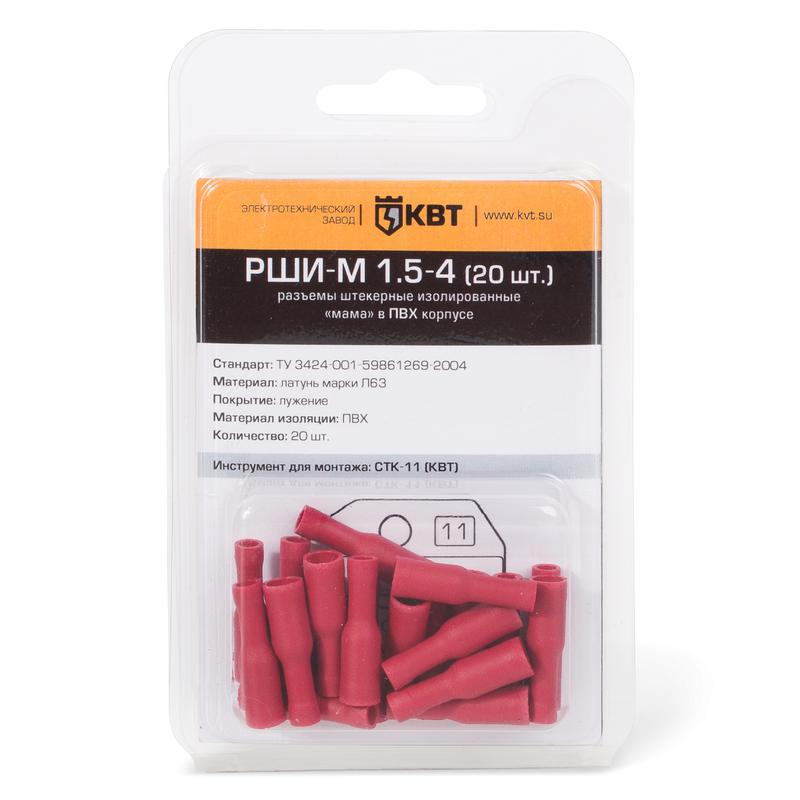 ЭЛЕКТРОТЕХНИЧЕСКИЙ
ЗАВОД
КВТ
www.kvt.su
РШИ-М 1.5-4 (20 шт.)
разъемы штекерные изолированные
«мама» в ПВХ корпусе
Стандарт: ТУ 3424-001-59861269-2004
Материал: латунь марки Л63
Покрытие: лужение
Материал изоляции: ПВХ
Количество: 20 шт.
Инструмент для монтажа: СТК-11 (КВТ)
11